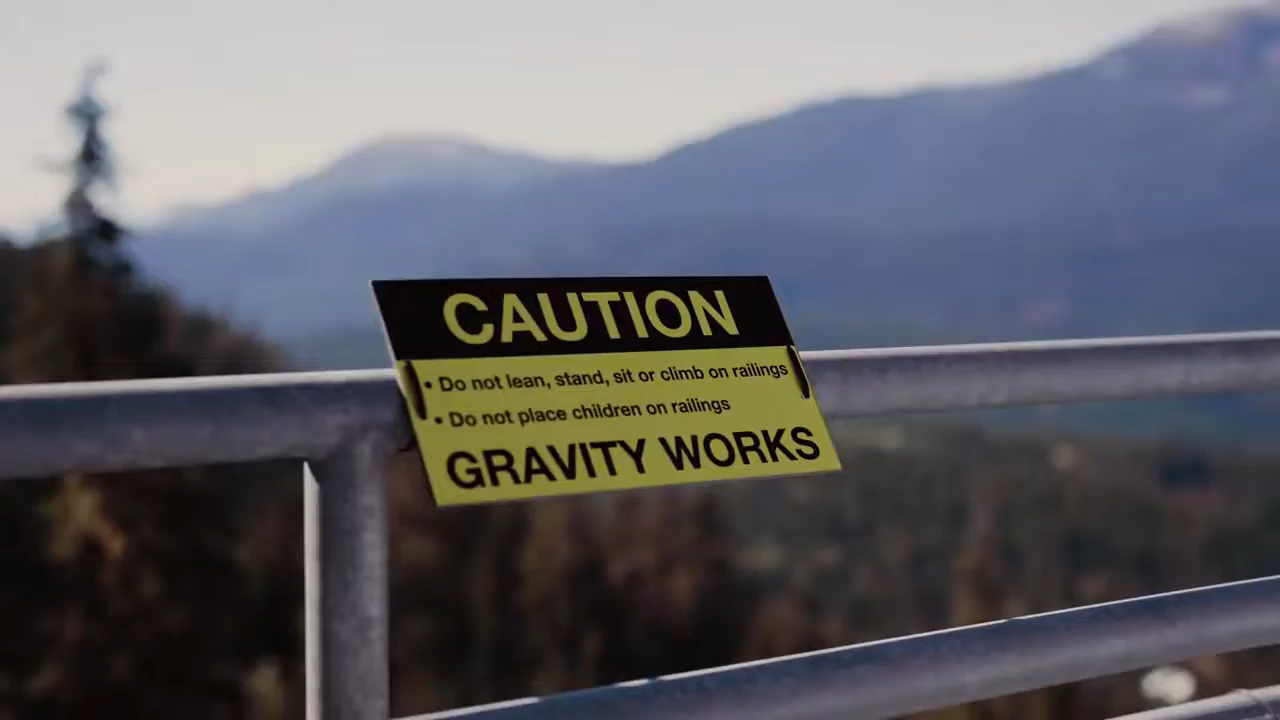 CAUTION
• Do not lean, stand, sit or climb on railings
• Do not place children on railings
GRAVITY WORKS